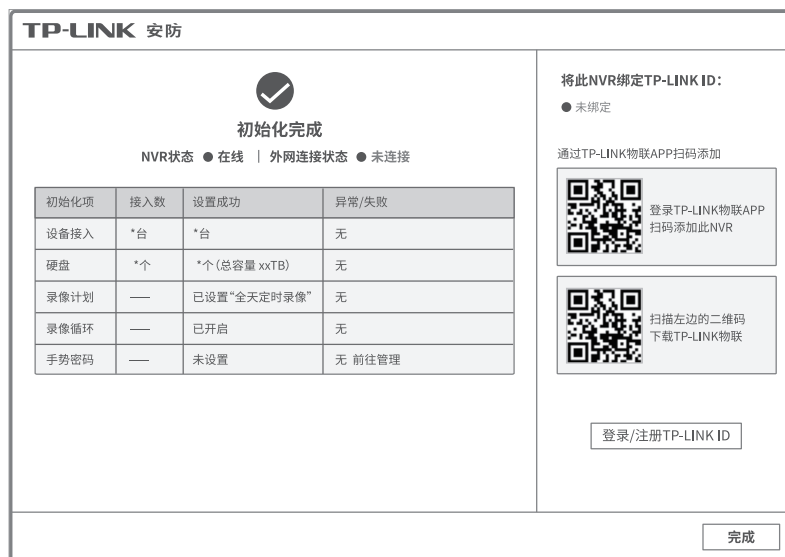 TP-LINK 安防
初始化完成
NVR状态 ● 在线 | 外网连接状态 ● 未连接
初始化项 接入数 设置成功 异常/失败
设备接入 *台 *台 无
硬盘 *个 *个(总容量 xxTB) 无
录像计划 —— 已设置“全天定时录像” 无
录像循环 —— 已开启 无
手势密码 —— 未设置 无 前往管理
将此NVR绑定TP-LINK ID:
● 未绑定
通过TP-LINK物联APP扫码添加
登录TP-LINK物联APP
扫码添加此NVR
扫描左边的二维码
下载TP-LINK物联
登录/注册TP-LINK ID
完成